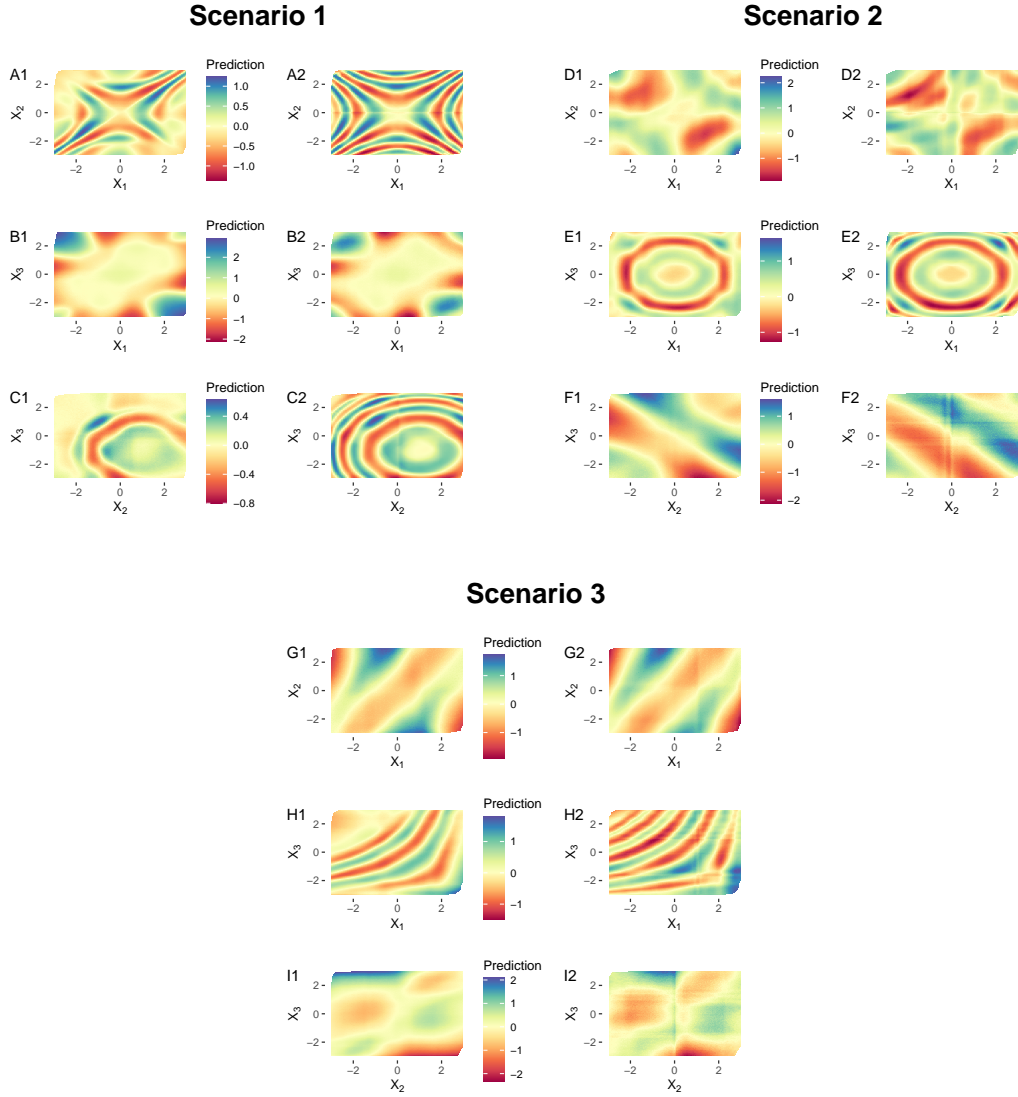 Scenario 1
Scenario 2
A1
X2
2
0
−2
−2 0 2
X1
Prediction
1.0
0.5
0.0
−0.5
−1.0
A2
−2 0 2
X1
D1
X2
2
0
−2
−2 0 2
X1
Prediction
2
1
0
−1
D2
X2
2
0
−2
−2 0 2
X1
B1
X3
2
0
−2
−2 0 2
X1
Prediction
2
1
0
−1
−2
B2
X3
2
0
−2
−2 0 2
X1
E1
X3
2
0
−2
−2 0 2
X1
Prediction
1
0
−1
E2
X3
2
0
−2
−2 0 2
X1
C1
X3
2
0
−2
−2 0 2
X2
Prediction
0.4
0.0
−0.4
−0.8
C2
X3
2
0
−2
−2 0 2
X2
F1
X3
2
0
−2
−2 0 2
X2
Prediction
1
0
−1
−2
F2
X3
2
0
−2
−2 0 2
X2
Scenario 3
G1
X2
2
0
−2
−2 0 2
X1
Prediction
1
0
−1
G2
X2
2
0
−2
−2 0 2
X1
H1
X3
2
0
−2
−2 0 2
X1
Prediction
1
0
−1
H2
X3
2
0
−2
−2 0 2
X1
I1
X3
2
0
−2
−2 0 2
X2
Prediction
2
1
0
−1
−2
I2
X3
2
0
−2
−2 0 2
X2